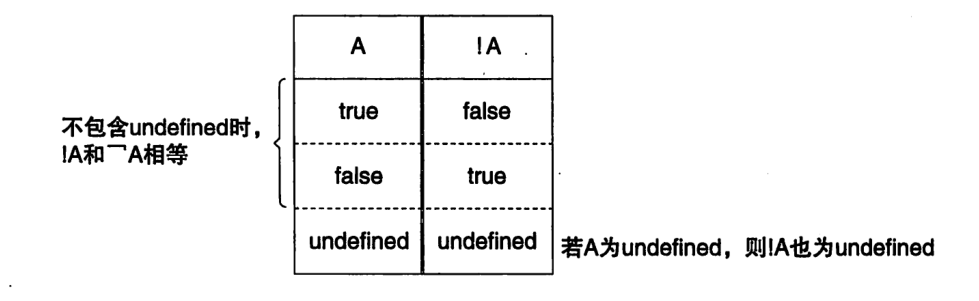 A !A
true false
不包含undefined时，
!A和￢A相等
false true
undefined undefined
若A为undefined，则!A也为undefined